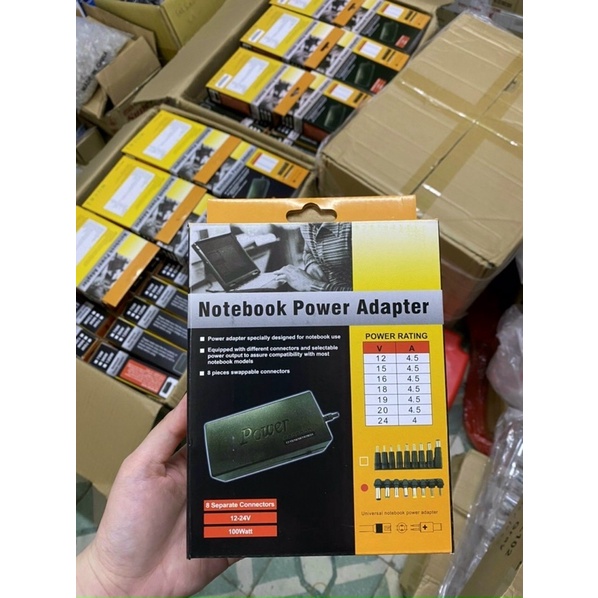 Notebook Power Adapter
Power adapter specially designed for notebook use
Equipped with different connectors and selectable
power output to assure compatibility with most
notebook models
8 pieces swappable connectors
POWER RATING
V A
12 4.5
15 4.5
16 4.5
18 4.5
19 4.5
20 4.5
24 4
Power
8 Separate Connectors
12-24V
100Watt
Universal notebook power adapter